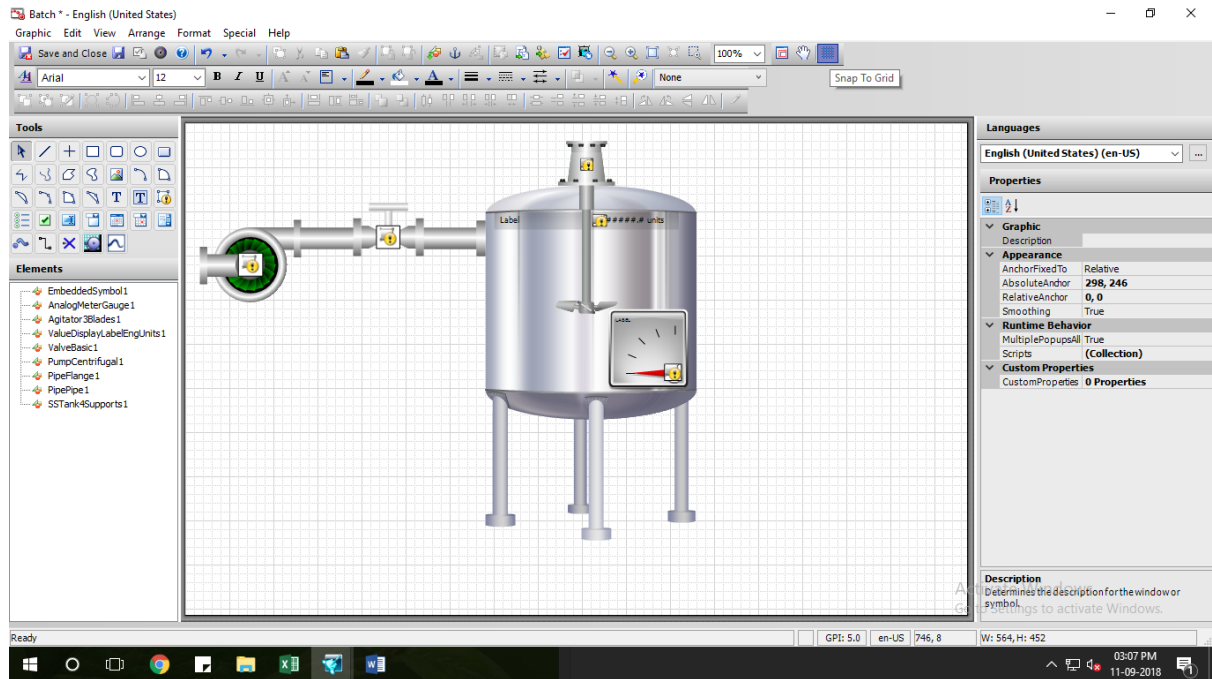 Batch * - English (United States)
Graphic Edit View Arrange Format Special Help
Save and Close 100%
Arial 12 B I U A None
Snap To Grid
Tools
T T
Elements
EmbeddedSymbol1
AnalogMeterGauge1
Agitator3Blades1
ValueDisplayLabelEngUnits1
ValveBasic1
PumpCentrifugal1
PipeFlange1
PipePipe1
SSTank4Supports1
Label #####.# units
LABEL
Languages
English (United States) (en-US) ...
Properties
Graphic
Description
Appearance
AnchorFixedTo Relative
AbsoluteAnchor 298, 246
RelativeAnchor 0, 0
Smoothing True
Runtime Behavior
MultiplePopupsAll True
Scripts (Collection)
Custom Properties
CustomProperties 0 Properties
Description
Determines the description for the window or
symbol.
Activate Windows
Go to Settings to activate Windows.
Ready GPI: 5.0 en-US 746, 8 W: 564, H: 452
03:07 PM
11-09-2018